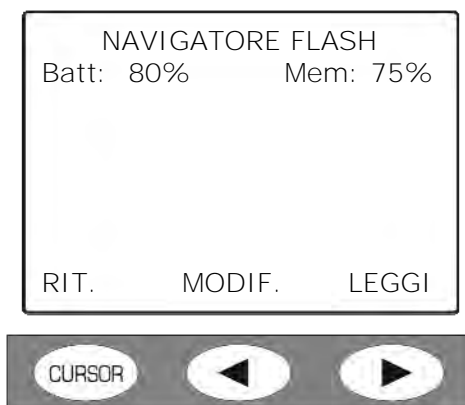 NAVIGATORE FLASH
Batt: 80% Mem: 75%
RIT. MODIF. LEGGI
CURSOR